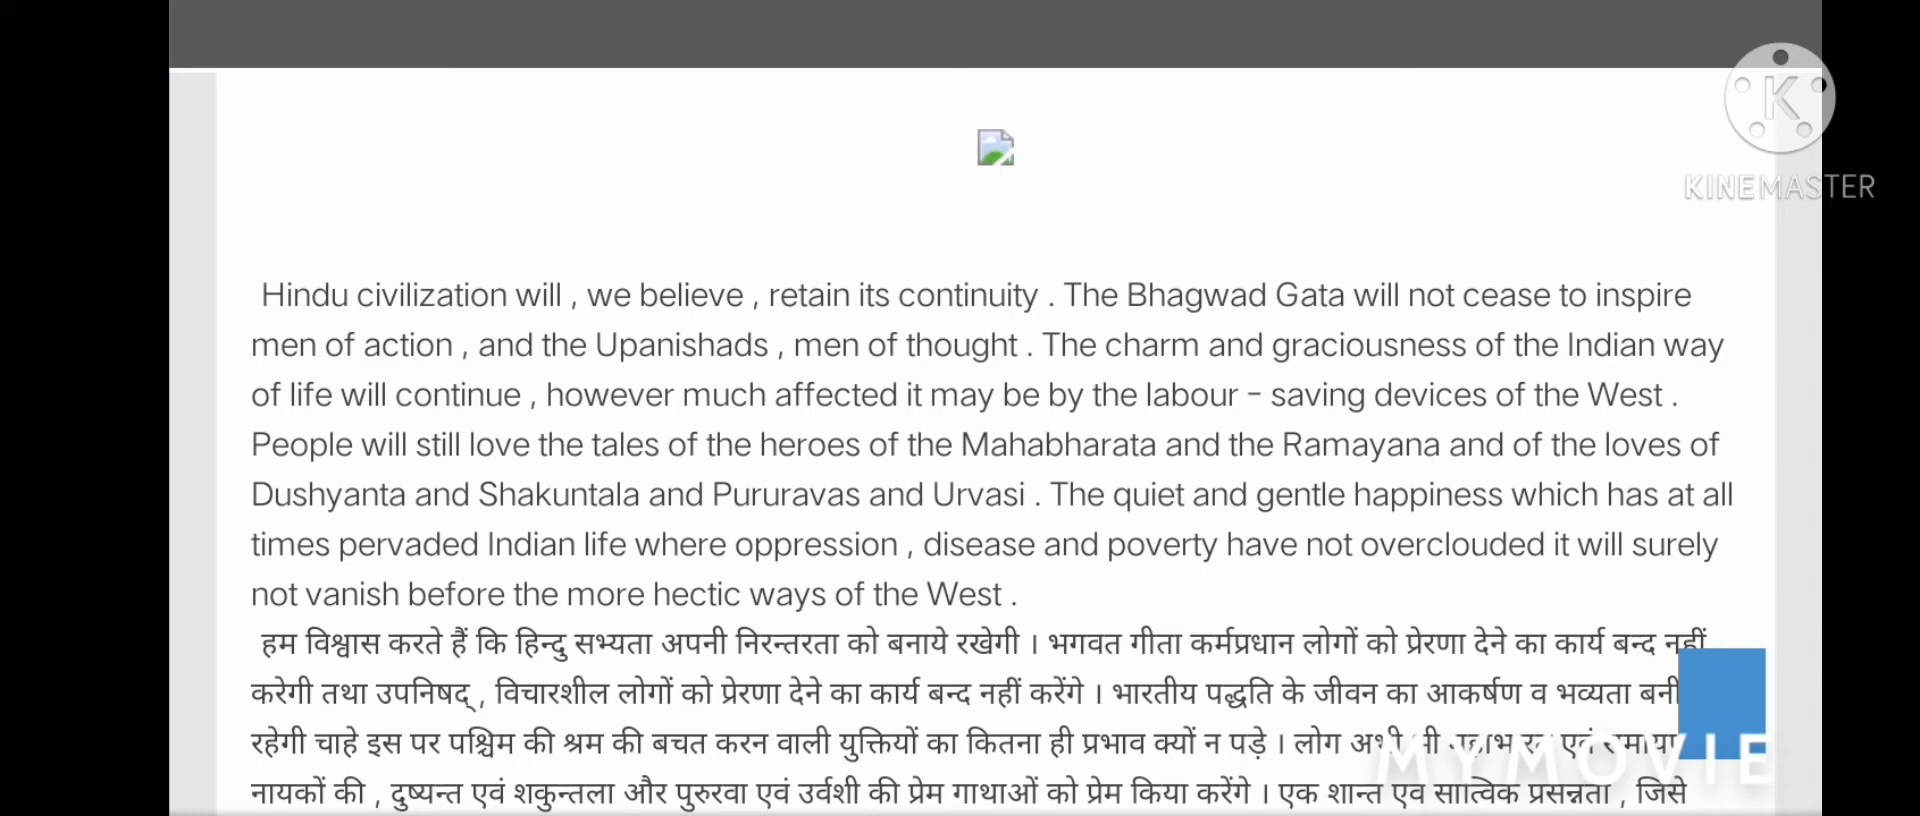 K
KINEMASTER
Hindu civilization will , we believe , retain its continuity . The Bhagwad Gata will not cease to inspire
men of action , and the Upanishads , men of thought . The charm and graciousness of the Indian way
of life will continue , however much affected it may be by the labour - saving devices of the West .
People will still love the tales of the heroes of the Mahabharata and the Ramayana and of the loves of
Dushyanta and Shakuntala and Pururavas and Urvasi . The quiet and gentle happiness which has at all
times pervaded Indian life where oppression , disease and poverty have not overclouded it will surely
not vanish before the more hectic ways of the West .
हम विश्वास करते हैं कि हिन्दु सभ्यता अपनी निरन्तरता को बनाये रखेगी । भगवत गीता कर्मप्रधान लोगों को प्रेरणा देने का कार्य बन्द नहीं
करेगी तथा उपनिषद् , विचारशील लोगों को प्रेरणा देने का कार्य बन्द नहीं करेंगे । भारतीय पद्धति के जीवन का आकर्षण व भव्यता बनी
रहेगी चाहे इस पर पश्चिम की श्रम की बचत करन वाली युक्तियों का कितना ही प्रभाव क्यों न पड़े । लोग अभी भी महाभारत एवं
नायकों की , दुष्यन्त एवं शकुन्तला और पुरुरवा एवं उर्वशी की प्रेम गाथाओं को प्रेम किया करेंगे । एक शान्त एवं सात्विक प्रसन्नता , जिसे
MYMOVIE